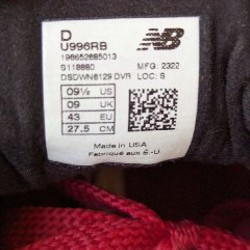 D
U996RB
196652685013
S118880 MFG: 2322
DSDWN6129 DVR LOC: S
09½ US
09 UK
43 EU
27.5 CM
Made in USA
Fabriqué aux É.-U